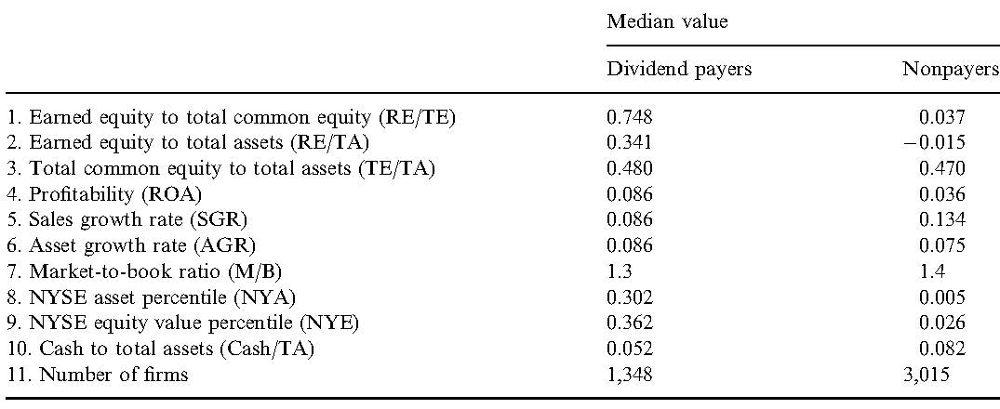 Median value
Dividend payers Nonpayers
1. Earned equity to total common equity (RE/TE) 0.748 0.037
2. Earned equity to total assets (RE/TA) 0.341 −0.015
3. Total common equity to total assets (TE/TA) 0.480 0.470
4. Profitability (ROA) 0.086 0.036
5. Sales growth rate (SGR) 0.086 0.134
6. Asset growth rate (AGR) 0.086 0.075
7. Market-to-book ratio (M/B) 1.3 1.4
8. NYSE asset percentile (NYA) 0.302 0.005
9. NYSE equity value percentile (NYE) 0.362 0.026
10. Cash to total assets (Cash/TA) 0.052 0.082
11. Number of firms 1,348 3,015